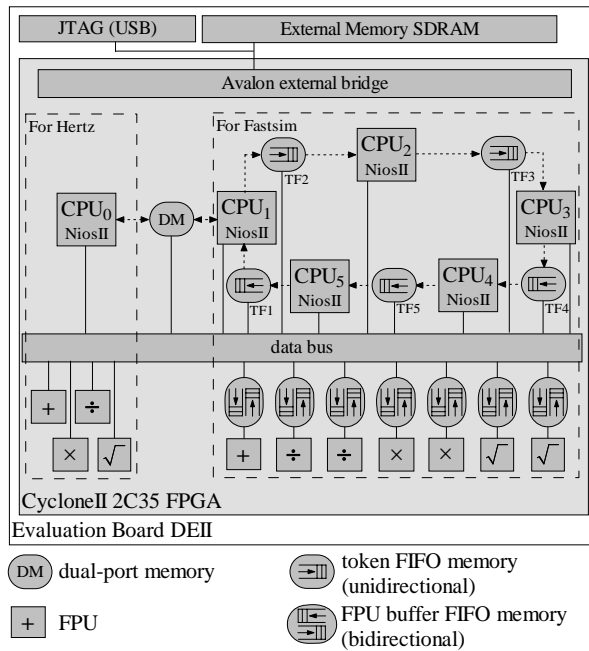 JTAG (USB)
External Memory SDRAM
Avalon external bridge
For Hertz
For Fastsim
TF2
CPU2
NiosII
TF3
CPU0
NiosII
DM
CPU1
NiosII
CPU3
NiosII
TF1
CPU5
NiosII
TF5
CPU4
NiosII
TF4
data bus
+
÷
×
√
+
÷
÷
×
×
√
√
CycloneII 2C35 FPGA
Evaluation Board DEII
DM
dual-port memory
token FIFO memory
(unidirectional)
+
FPU
FPU buffer FIFO memory
(bidirectional)